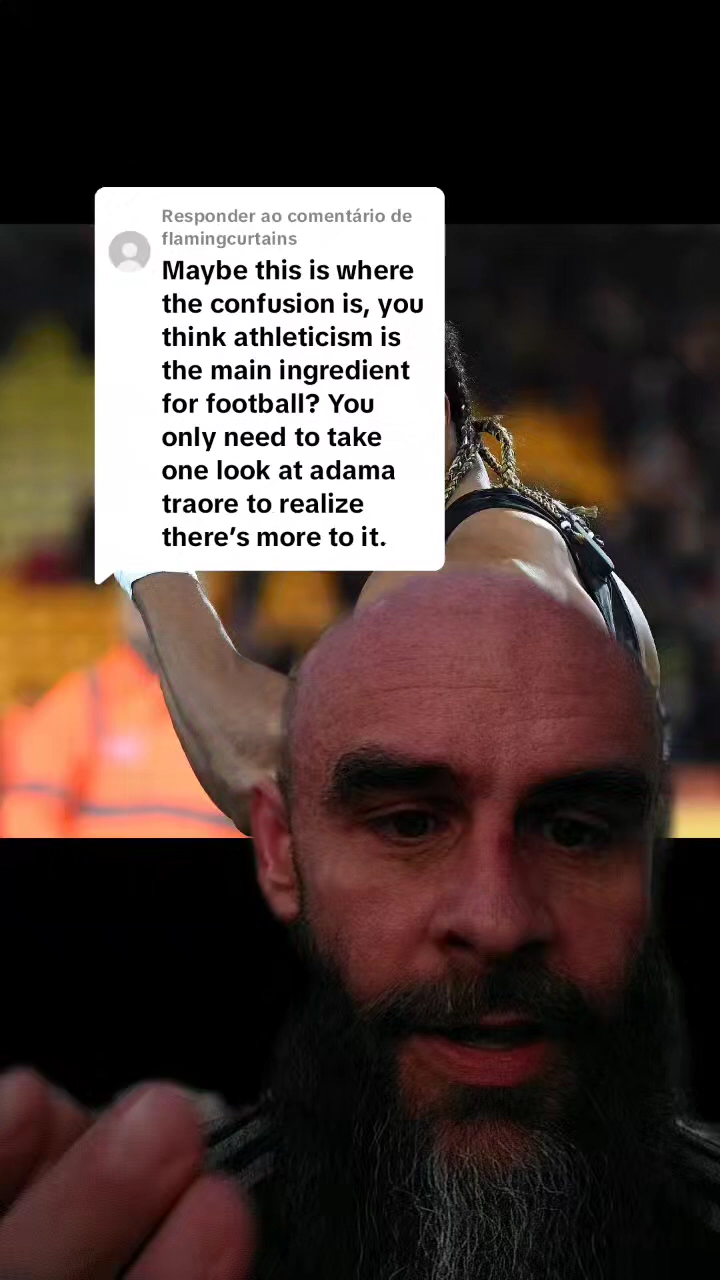 Responder ao comentário de
flamingcurtains
Maybe this is where
the confusion is, you
think athleticism is
the main ingredient
for football? You
only need to take
one look at adama
traore to realize
there’s more to it.